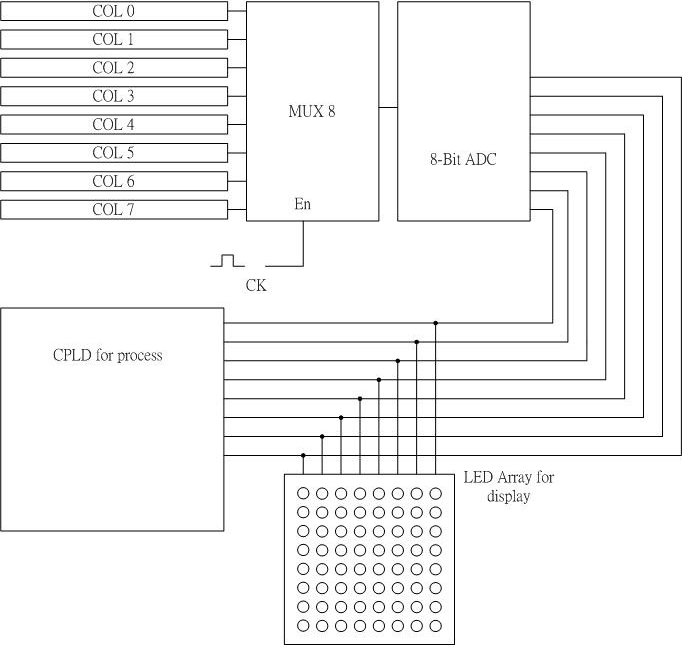 COL 0
COL 1
COL 2
COL 3
COL 4
COL 5
COL 6
COL 7
MUX 8
En
8-Bit ADC
CK
CPLD for process
LED Array for
display